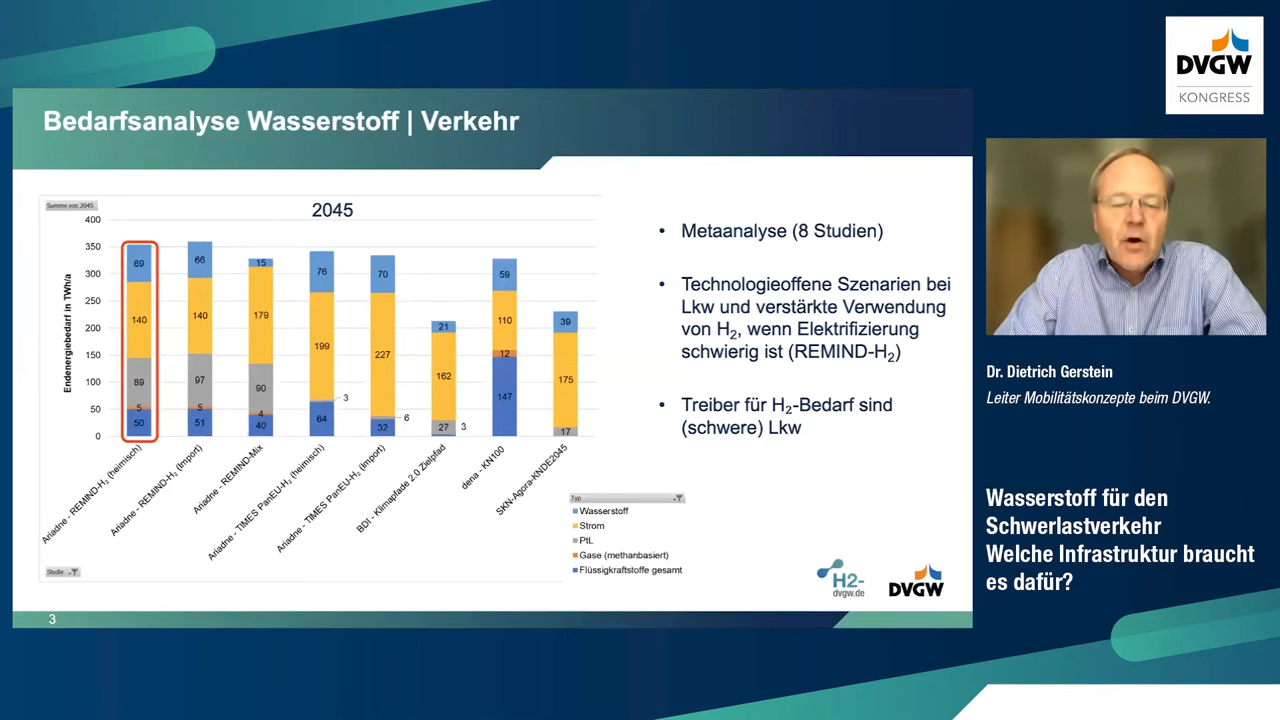 DVGW
KONGRESS
Bedarfsanalyse Wasserstoff | Verkehr
Summe von 2045
2045
Endenergiebedarf in TWh/a
400
350
300
250
200
150
100
50
0
69
140
89
5
50
66
140
97
5
51
15
179
90
4
40
76
199
3
64
70
227
6
32
21
162
27
3
59
110
12
147
39
175
17
Ariadne - REMIND-H₂ (heimisch)
Ariadne - REMIND-H₂ (Import)
Ariadne - REMIND-Mix
Ariadne - TIMES PanEU-H₂ (heimisch)
Ariadne - TIMES PanEU-H₂ (Import)
BDI - Klimapfade 2.0 Zielpfad
dena - KN100
SKN-Agora-KNDE2045
Studie
Typ
Wasserstoff
Strom
PtL
Gase (methanbasiert)
Flüssigkraftstoffe gesamt
• Metaanalyse (8 Studien)
• Technologieoffene Szenarien bei
Lkw und verstärkte Verwendung
von H₂, wenn Elektrifizierung
schwierig ist (REMIND-H₂)
• Treiber für H₂-Bedarf sind
(schwere) Lkw
H2-
dvgw.de
DVGW
3
Dr. Dietrich Gerstein
Leiter Mobilitätskonzepte beim DVGW.
Wasserstoff für den
Schwerlastverkehr
Welche Infrastruktur braucht
es dafür?